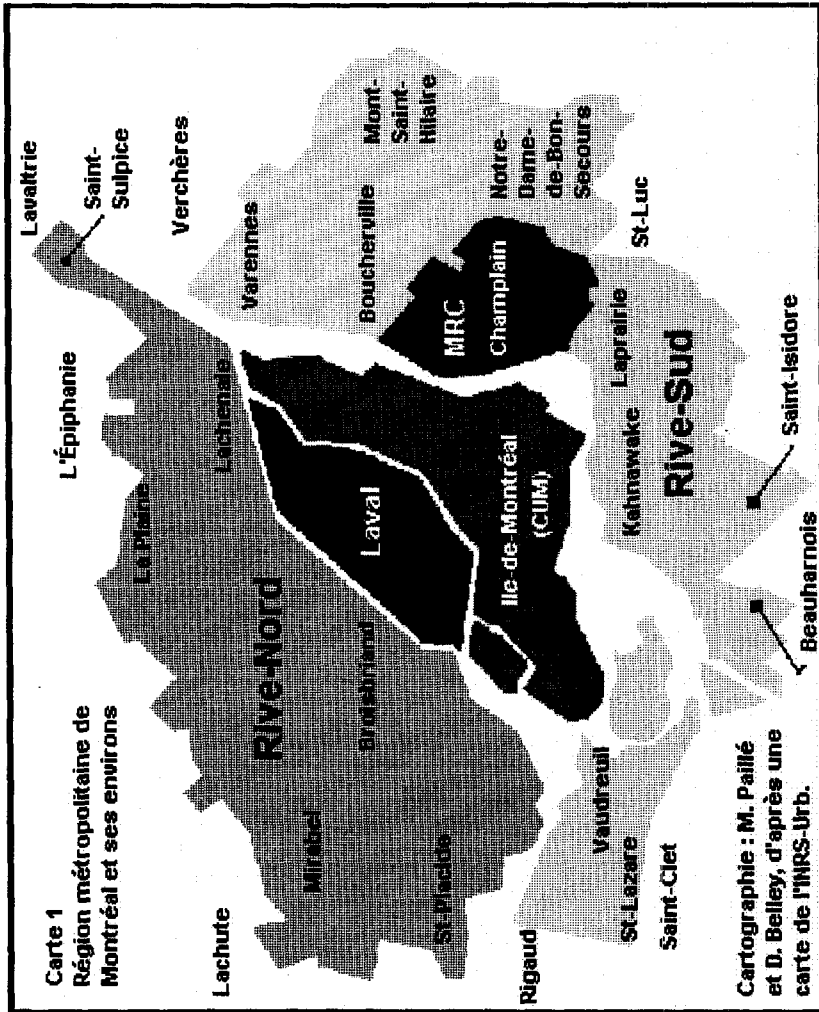 Carte 1
Région métropolitaine de
Montréal et ses environs
Lavaltrie
Saint-
Sulpice
L'Épiphanie
Verchères
La Plaine
Lachenaie
Varennes
Lachute
Rive-Nord
Mirabel
Boisbriand
Laval
Boucherville
Mont-
Saint-
Hilaire
St-Placide
MRC
Champlain
Notre-
Dame-
de-Bon-
Secours
Ile-de-Montréal
(CUM)
Rigaud
Vaudreuil
St-Lazare
Saint-Clet
Kahnawake
Laprairie
St-Luc
Rive-Sud
Saint-Isidore
Beauharnois
Cartographie : M. Paillé
et D. Belley, d'après une
carte de l'INRS-Urb.